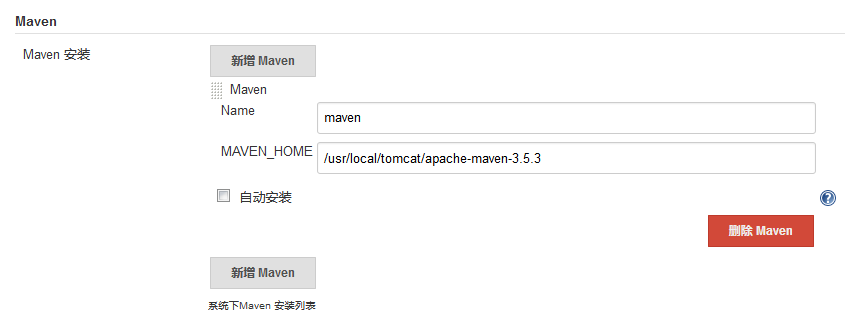 Maven
Maven 安装
新增 Maven
Maven
Name
maven
MAVEN_HOME
/usr/local/tomcat/apache-maven-3.5.3
自动安装
?
删除 Maven
新增 Maven
系统下Maven 安装列表